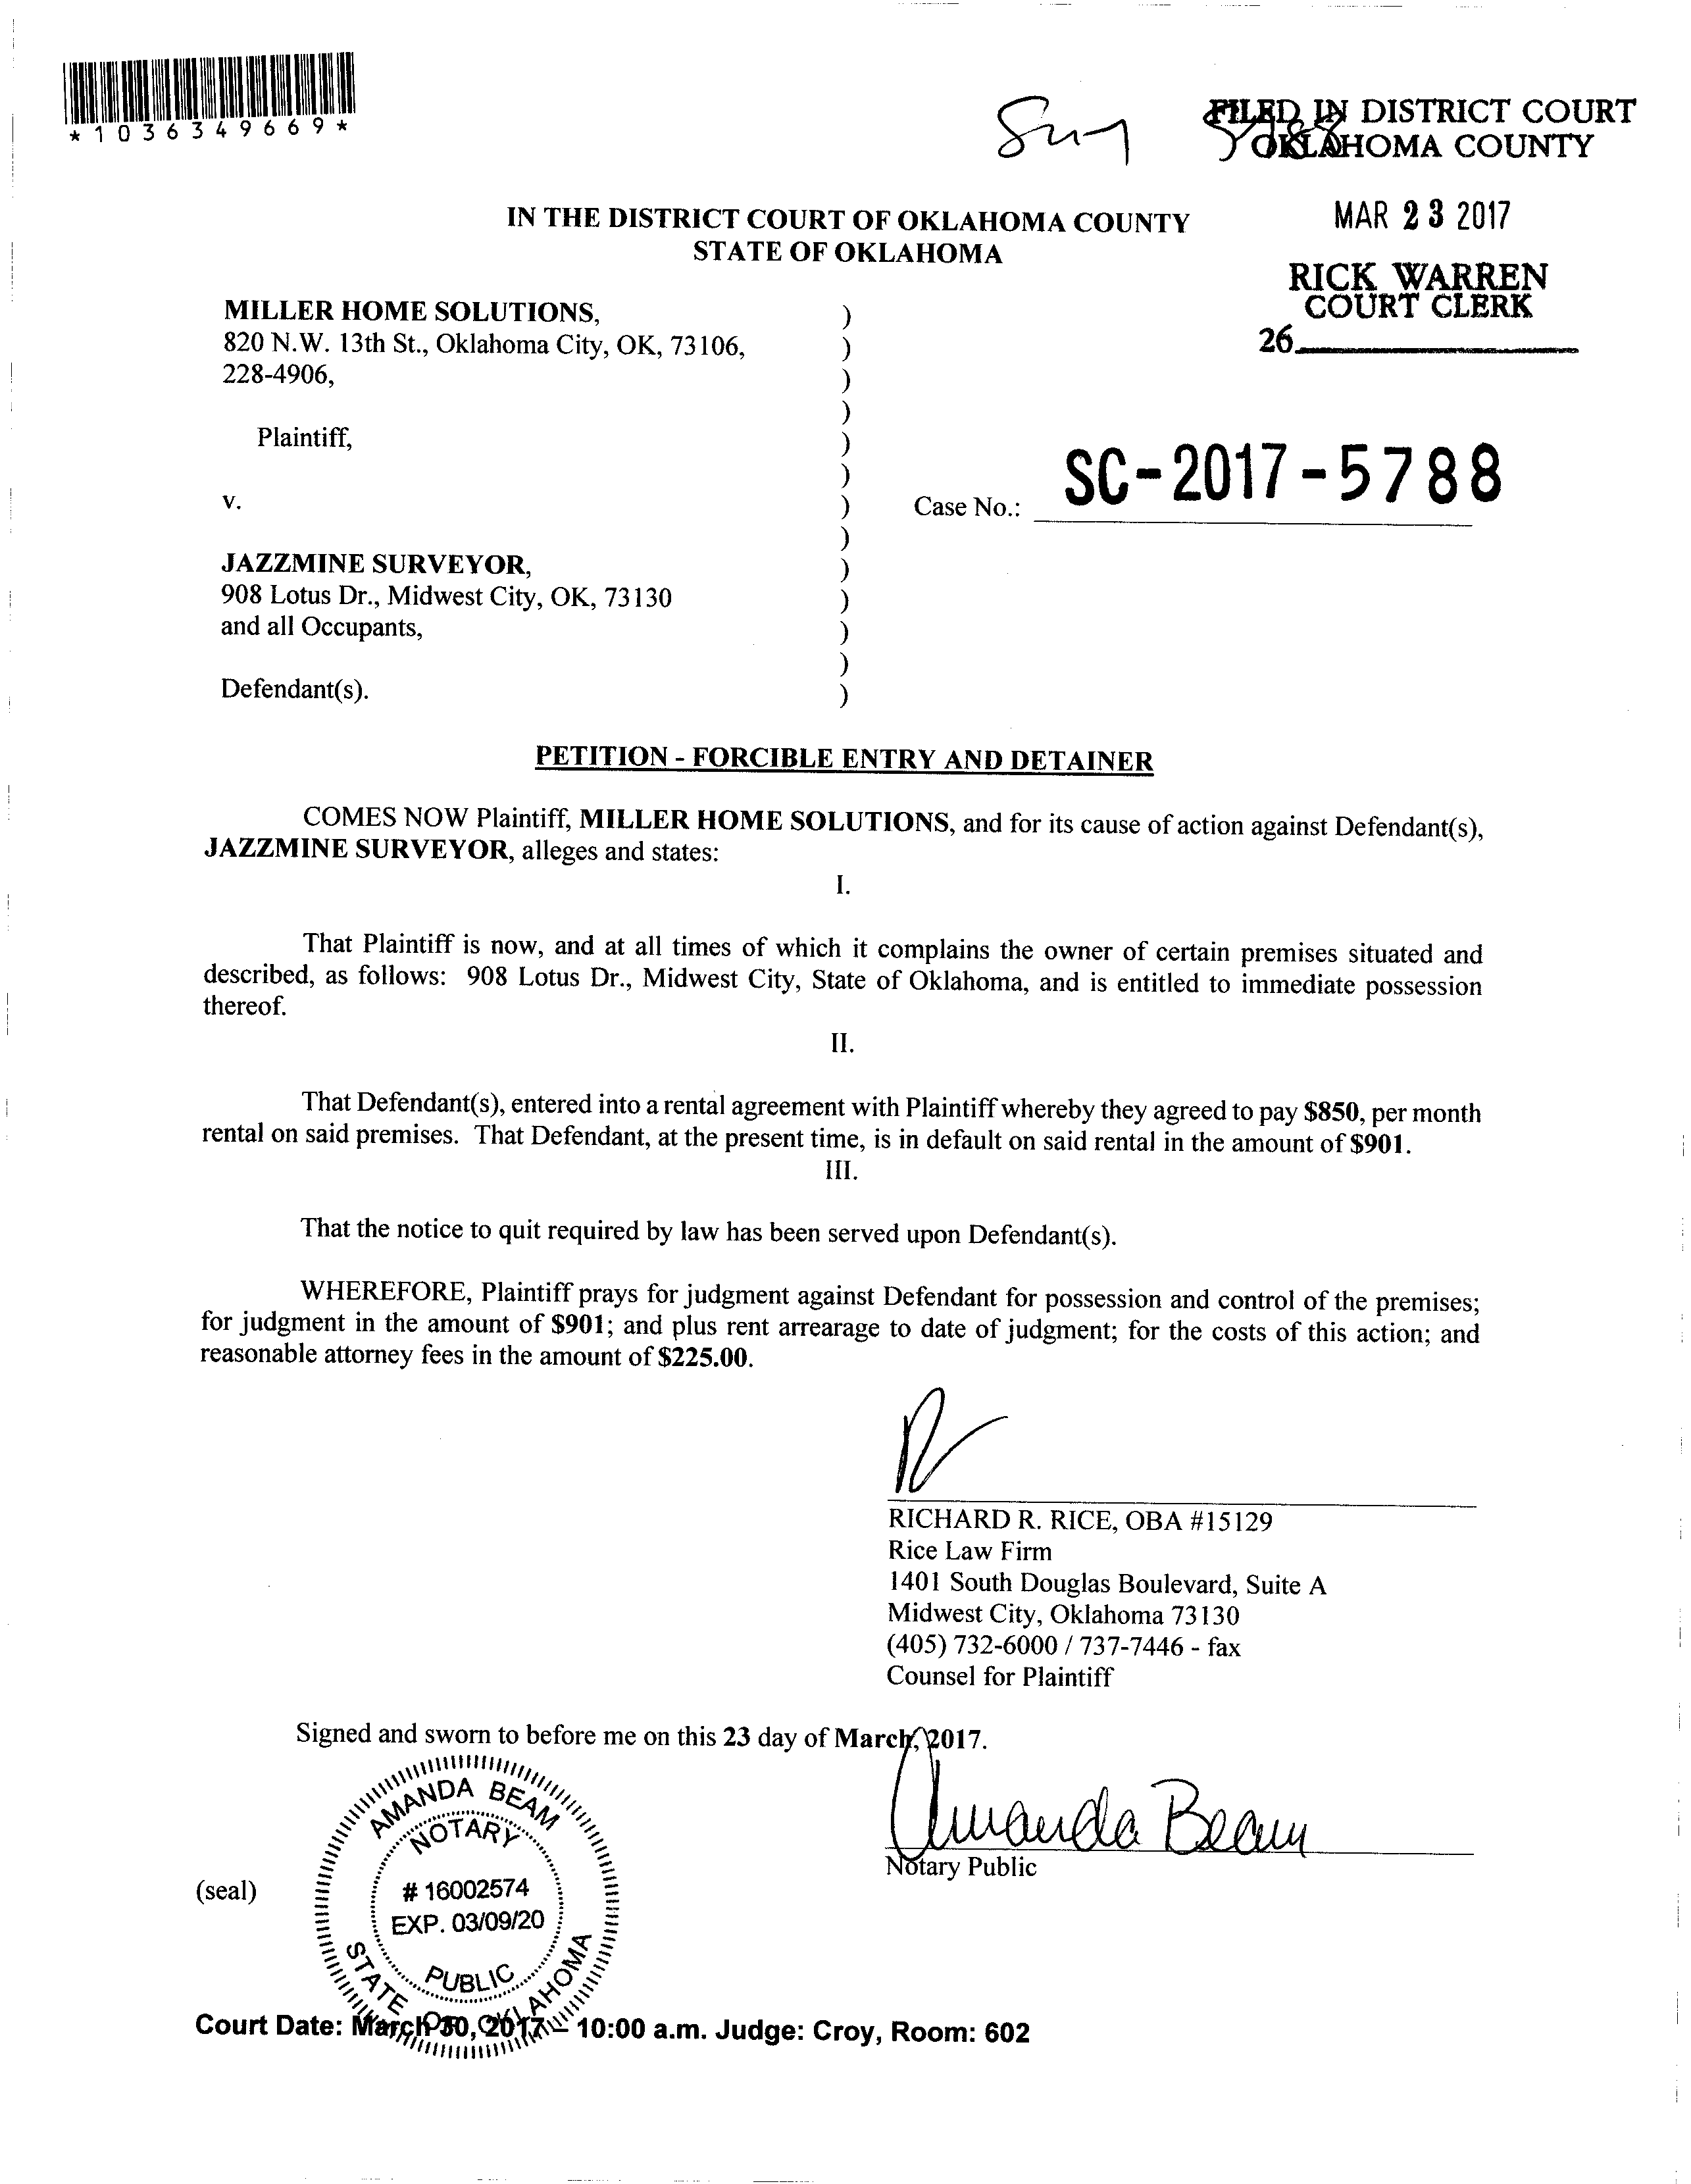 *1036349669*
5788
FILED IN DISTRICT COURT
OKLAHOMA COUNTY
MAR 23 2017
RICK WARREN
COURT CLERK
26
IN THE DISTRICT COURT OF OKLAHOMA COUNTY
STATE OF OKLAHOMA
MILLER HOME SOLUTIONS, )
820 N.W. 13th St., Oklahoma City, OK, 73106, )
228-4906, )
)
Plaintiff, )
)
v. )
Case No.: SC-2017-5788
)
JAZZMINE SURVEYOR, )
908 Lotus Dr., Midwest City, OK, 73130 )
and all Occupants, )
)
Defendant(s). )
PETITION - FORCIBLE ENTRY AND DETAINER
COMES NOW Plaintiff, MILLER HOME SOLUTIONS, and for its cause of action against Defendant(s),
JAZZMINE SURVEYOR, alleges and states:
I.
That Plaintiff is now, and at all times of which it complains the owner of certain premises situated and
described, as follows: 908 Lotus Dr., Midwest City, State of Oklahoma, and is entitled to immediate possession
thereof.
II.
That Defendant(s), entered into a rental agreement with Plaintiff whereby they agreed to pay $850, per month
rental on said premises. That Defendant, at the present time, is in default on said rental in the amount of $901.
III.
That the notice to quit required by law has been served upon Defendant(s).
WHEREFORE, Plaintiff prays for judgment against Defendant for possession and control of the premises;
for judgment in the amount of $901; and plus rent arrearage to date of judgment; for the costs of this action; and
reasonable attorney fees in the amount of $225.00.
RICHARD R. RICE, OBA #15129
Rice Law Firm
1401 South Douglas Boulevard, Suite A
Midwest City, Oklahoma 73130
(405) 732-6000 / 737-7446 - fax
Counsel for Plaintiff
Signed and sworn to before me on this 23 day of March, 2017.
Amanda Beam
Notary Public
(seal)
AMANDA BEAM
NOTARY
# 16002574
EXP. 03/09/20
PUBLIC
STATE OF OKLAHOMA
Court Date: March 30, 2017 – 10:00 a.m. Judge: Croy, Room: 602